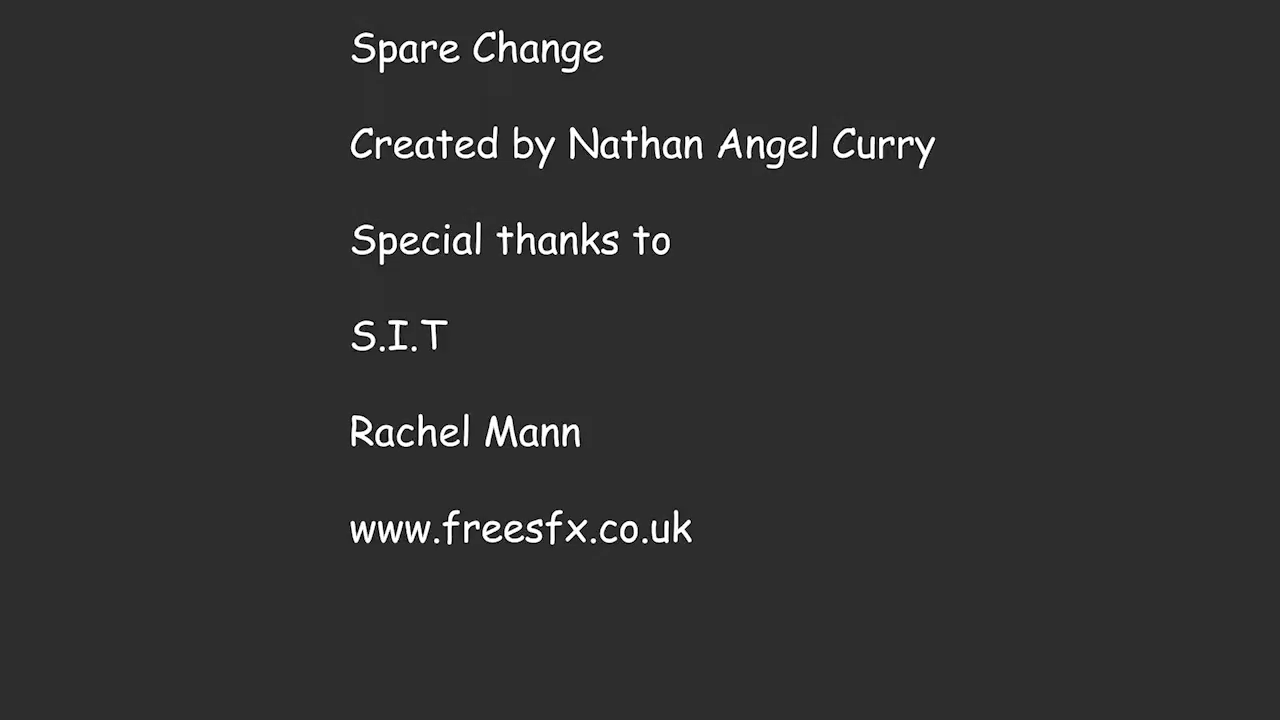 Spare Change
Created by Nathan Angel Curry
Special thanks to
S.I.T
Rachel Mann
www.freesfx.co.uk